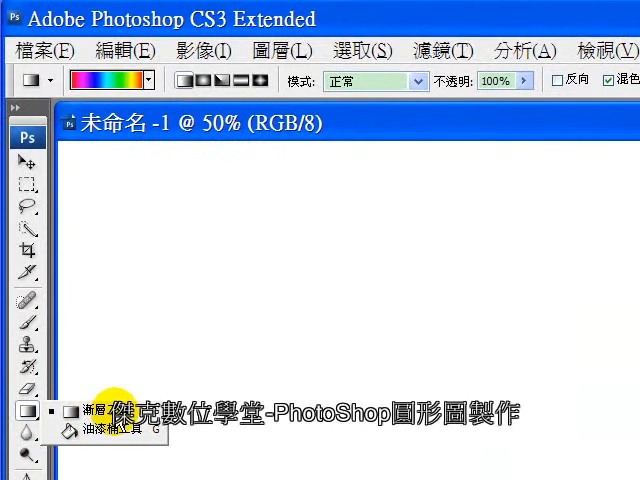 Adobe Photoshop CS3 Extended
檔案(F) 編輯(E) 影像(I) 圖層(L) 選取(S) 濾鏡(T) 分析(A) 檢視(V)
模式: 正常 不透明: 100% 反向 混色
未命名 -1 @ 50% (RGB/8)
Ps
漸層工
傑克數位學堂-PhotoShop圓形圖製作
油漆桶工具 G